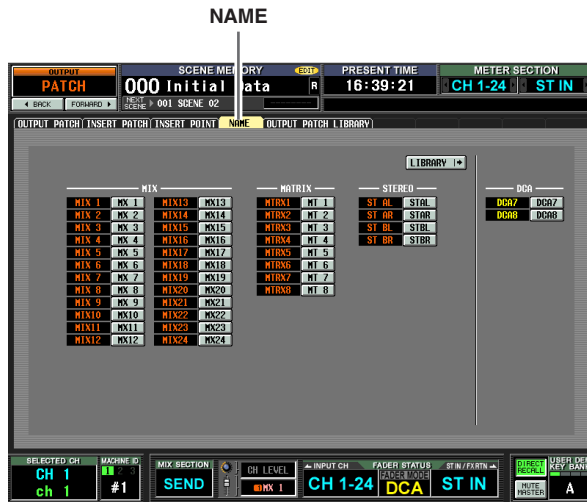 NAME
OUTPUT SCENE MEMORY EDIT PRESENT TIME METER SECTION
PATCH 000 Initial Data R 16:39:21 CH 1-24 ST IN
BACK FORWARD NEXT SCENE 001 SCENE 02
OUTPUT PATCH INSERT PATCH INSERT POINT NAME OUTPUT PATCH LIBRARY
LIBRARY
MIX MATRIX STEREO DCA
MIX 1 MX 1 MIX13 MX13 MTRX1 MT 1 ST AL STAL DCA7 DCA7
MIX 2 MX 2 MIX14 MX14 MTRX2 MT 2 ST AR STAR DCA8 DCA8
MIX 3 MX 3 MIX15 MX15 MTRX3 MT 3 ST BL STBL
MIX 4 MX 4 MIX16 MX16 MTRX4 MT 4 ST BR STBR
MIX 5 MX 5 MIX17 MX17 MTRX5 MT 5
MIX 6 MX 6 MIX18 MX18 MTRX6 MT 6
MIX 7 MX 7 MIX19 MX19 MTRX7 MT 7
MIX 8 MX 8 MIX20 MX20 MTRX8 MT 8
MIX 9 MX 9 MIX21 MX21
MIX10 MX10 MIX22 MX22
MIX11 MX11 MIX23 MX23
MIX12 MX12 MIX24 MX24
SELECTED CH MACHINE ID MIX SECTION CH LEVEL INPUT CH FADER STATUS ST IN / FX RTN DIRECT RECALL USER DEF
CH 1 1 2 3 SEND MX 1 CH 1-24 FADER MODE ST IN KEY BANK
ch 1 #1 DCA MUTE MASTER A